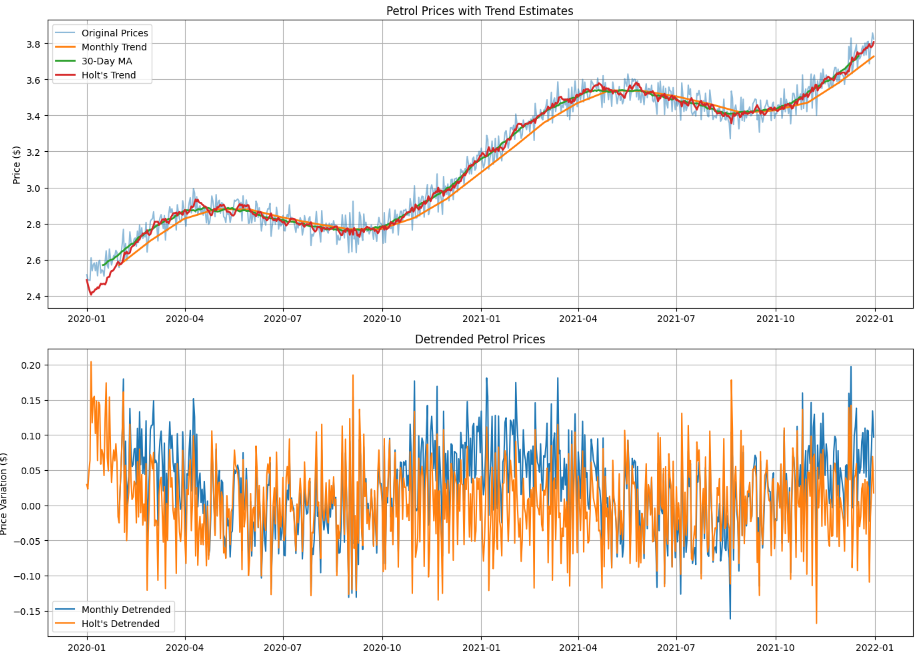 Petrol Prices with Trend Estimates
Original Prices
Monthly Trend
30-Day MA
Holt's Trend
Price ($)
3.8
3.6
3.4
3.2
3.0
2.8
2.6
2.4
2020-01 2020-04 2020-07 2020-10 2021-01 2021-04 2021-07 2021-10 2022-01
Detrended Petrol Prices
Price Variation ($)
0.20
0.15
0.10
0.05
0.00
−0.05
−0.10
−0.15
Monthly Detrended
Holt's Detrended
2020-01 2020-04 2020-07 2020-10 2021-01 2021-04 2021-07 2021-10 2022-01